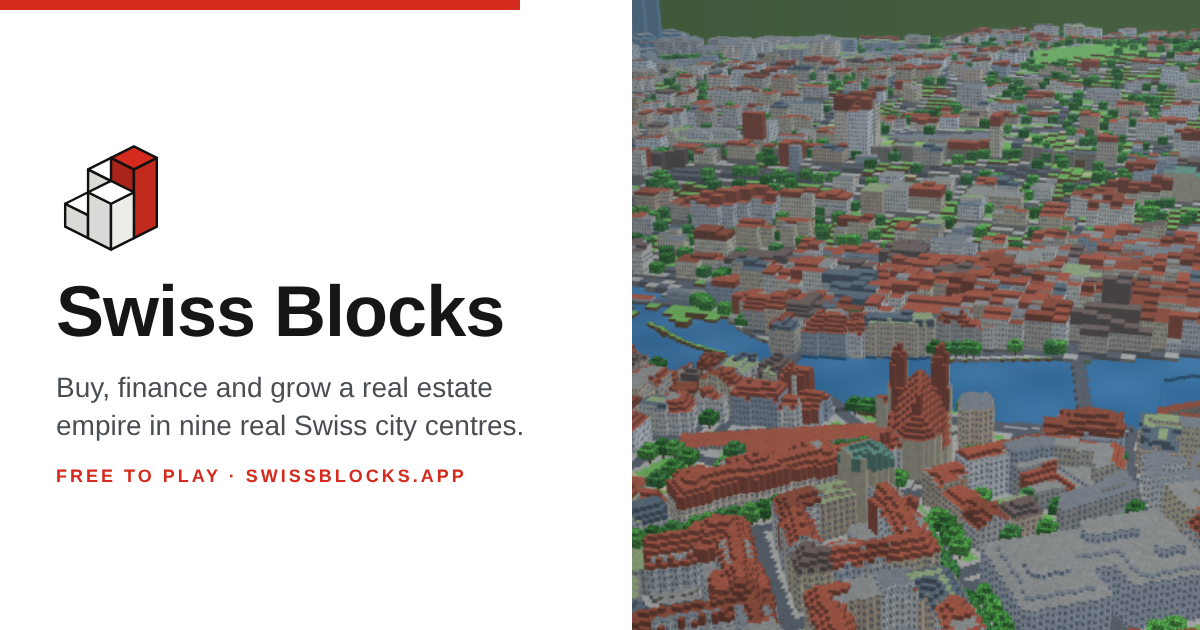 Swiss Blocks
Buy, finance and grow a real estate
empire in nine real Swiss city centres.
FREE TO PLAY · SWISSBLOCKS.APP